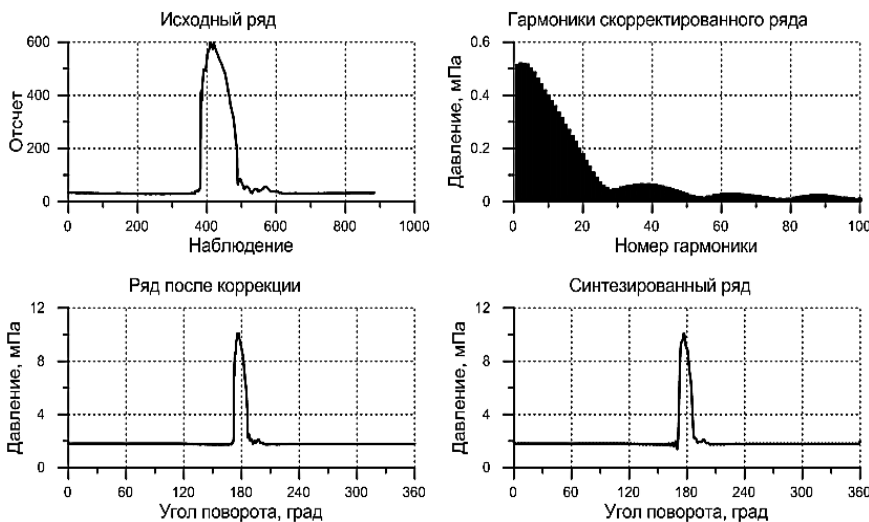 Исходный ряд
600
400
200
0
Отсчет
0 200 400 600 800 1000
Наблюдение
Гармоники скорректированного ряда
0.6
0.4
0.2
0
Давление, мПа
0 20 40 60 80 100
Номер гармоники
Ряд после коррекции
12
8
4
0
Давление, мПа
0 60 120 180 240 300 360
Угол поворота, град
Синтезированный ряд
12
8
4
0
Давление, мПа
0 60 120 180 240 300 360
Угол поворота, град